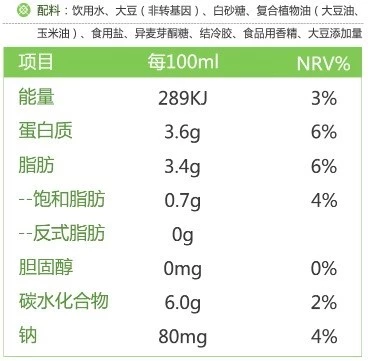 配料：饮用水、大豆（非转基因）、白砂糖、复合植物油（大豆油、
玉米油）、食用盐、异麦芽酮糖、结冷胶、食品用香精、大豆添加量
项目 每100ml NRV%
能量 289KJ 3%
蛋白质 3.6g 6%
脂肪 3.4g 6%
--饱和脂肪 0.7g 4%
--反式脂肪 0g
胆固醇 0mg 0%
碳水化合物 6.0g 2%
钠 80mg 4%